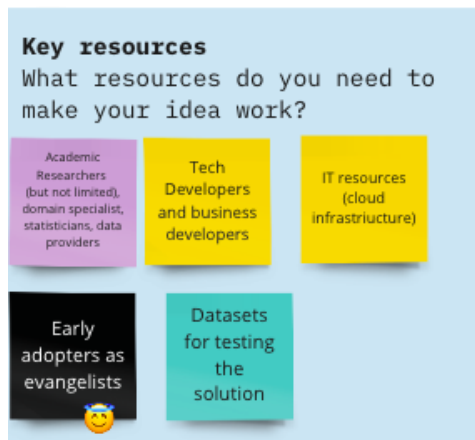 Key resources
What resources do you need to
make your idea work?
Academic
Researchers
(but not limited),
domain specialist,
statisticians, data
providers
Tech
Developers
and business
developers
IT resources
(cloud
infrastriucture)
Early
adopters as
evangelists
Datasets
for testing
the
solution